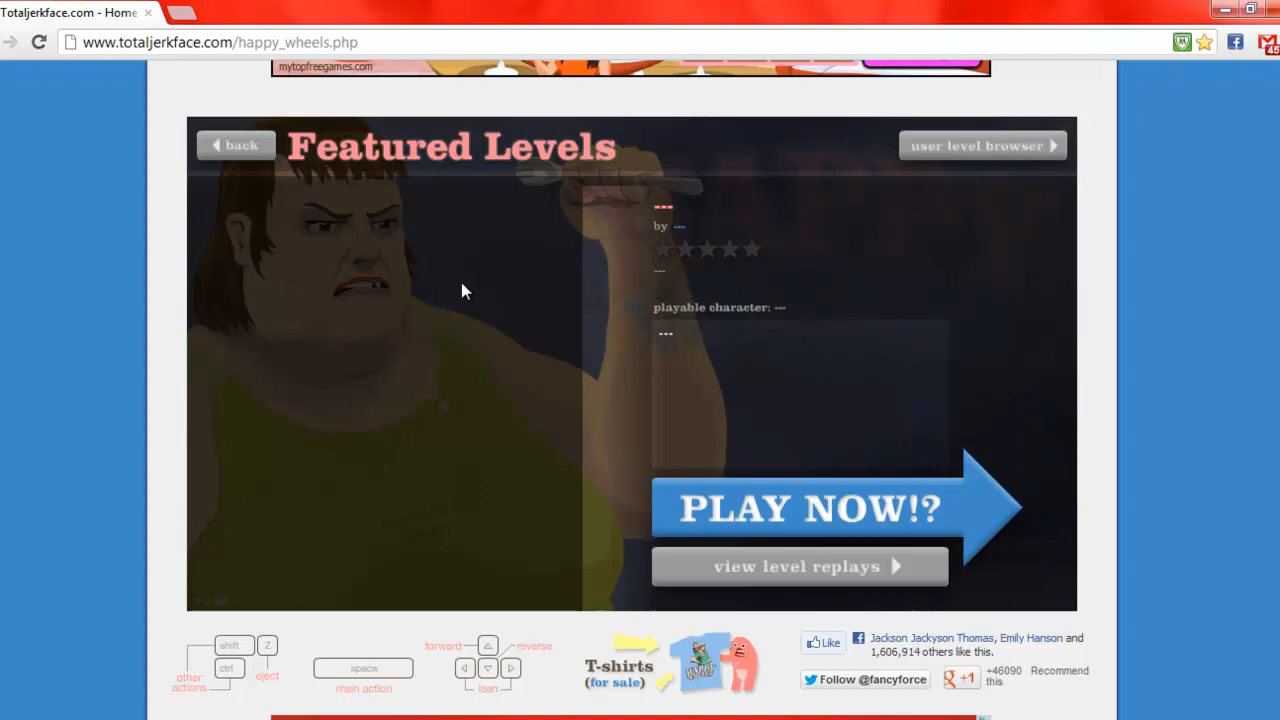 Totaljerkface.com - Home
www.totaljerkface.com/happy_wheels.php
45
mytopfreegames.com
back
Featured Levels
user level browser
---
by ---
---
playable character: ---
---
PLAY NOW!?
view level replays
shift
Z
ctrl
other
actions
eject
space
main action
forward
reverse
lean
T-shirts
(for sale)
Like
Jackson Jackyson Thomas, Emily Hanson and
1,606,914 others like this.
Follow @fancyforce
g +1
+46090 Recommend
this